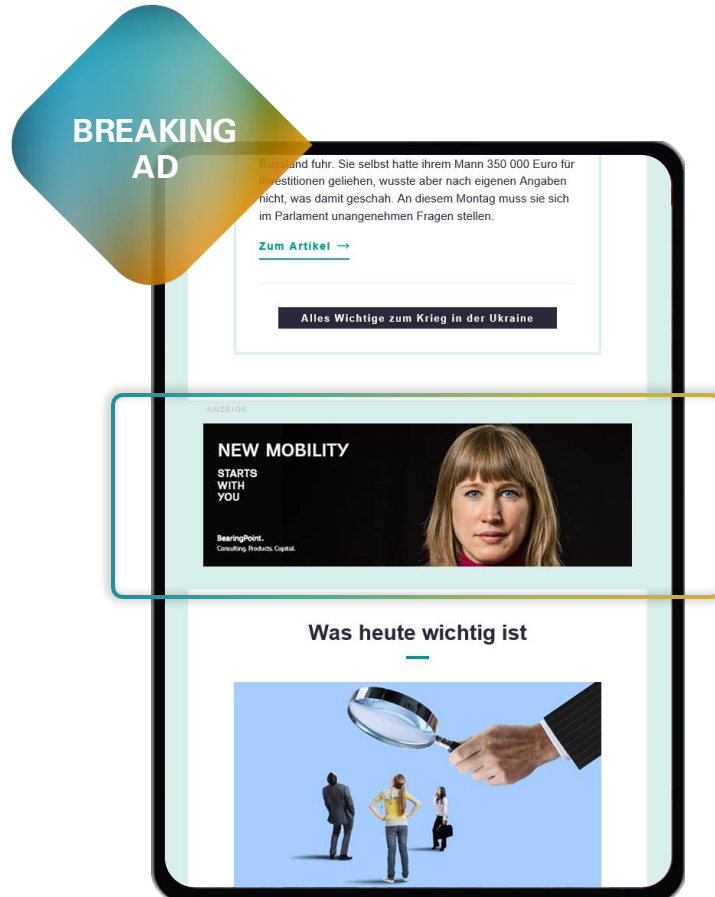 BREAKING
AD
Russland fuhr. Sie selbst hatte ihrem Mann 350 000 Euro für
Investitionen geliehen, wusste aber nach eigenen Angaben
nicht, was damit geschah. An diesem Montag muss sie sich
im Parlament unangenehmen Fragen stellen.
Zum Artikel →
Alles Wichtige zum Krieg in der Ukraine
ANZEIGE
NEW MOBILITY
STARTS
WITH
YOU
BearingPoint.
Consulting. Products. Capital.
Was heute wichtig ist